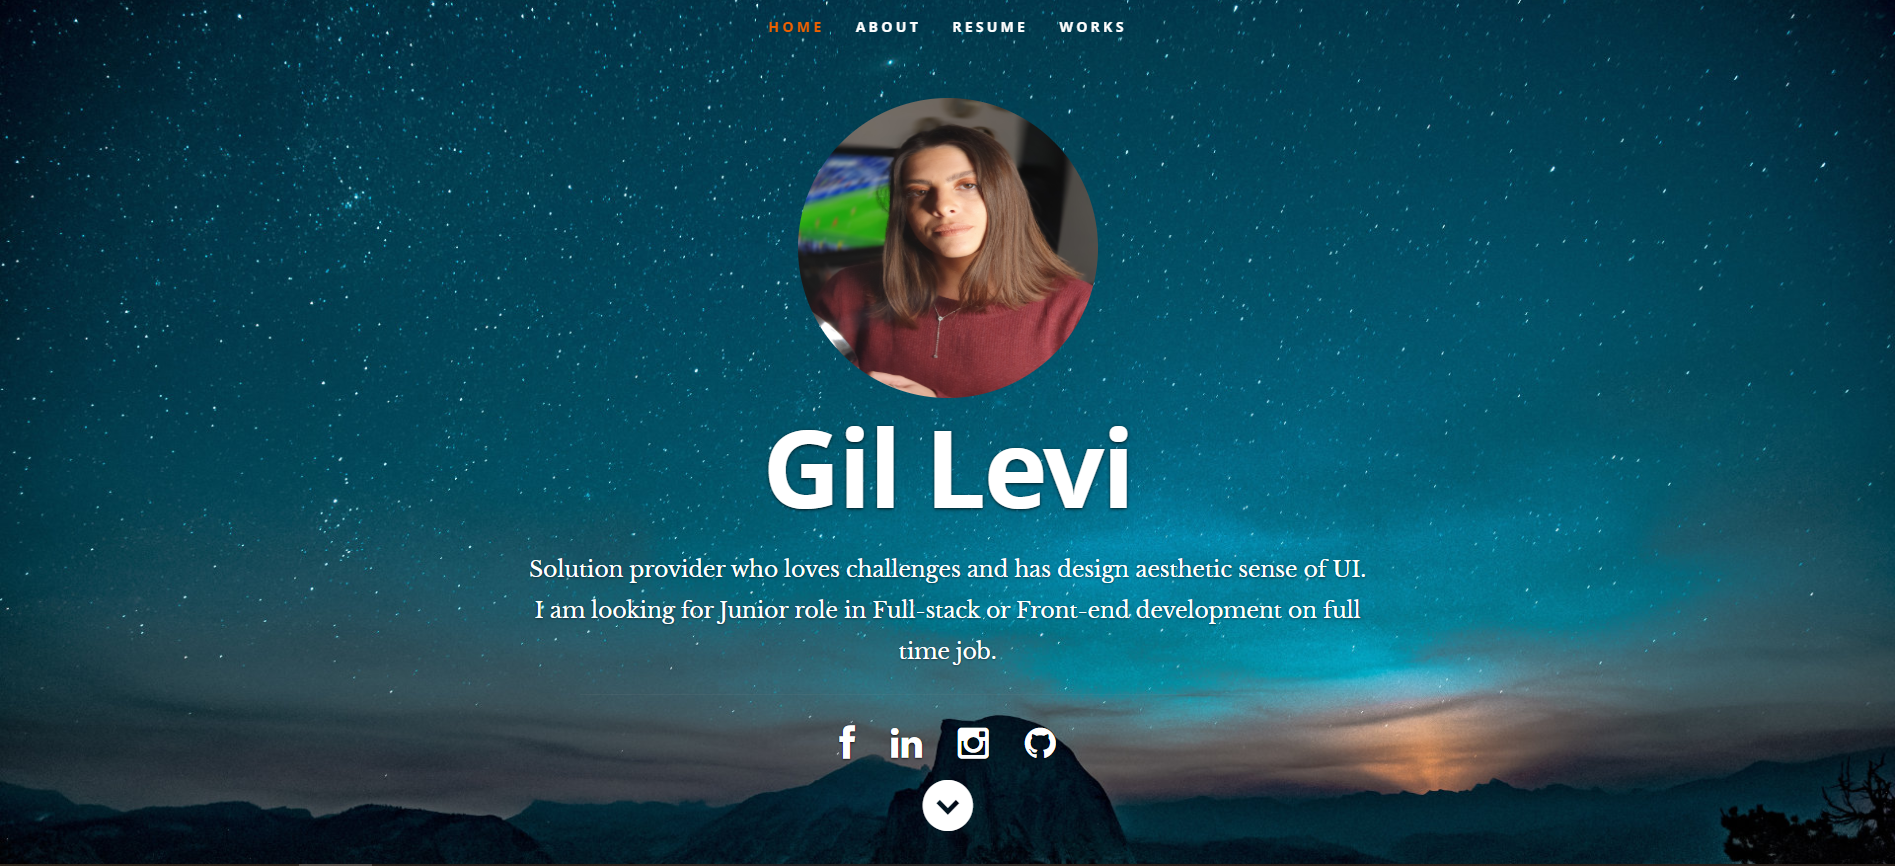 HOME ABOUT RESUME WORKS
Gil Levi
Solution provider who loves challenges and has design aesthetic sense of UI.
I am looking for Junior role in Full-stack or Front-end development on full
time job.